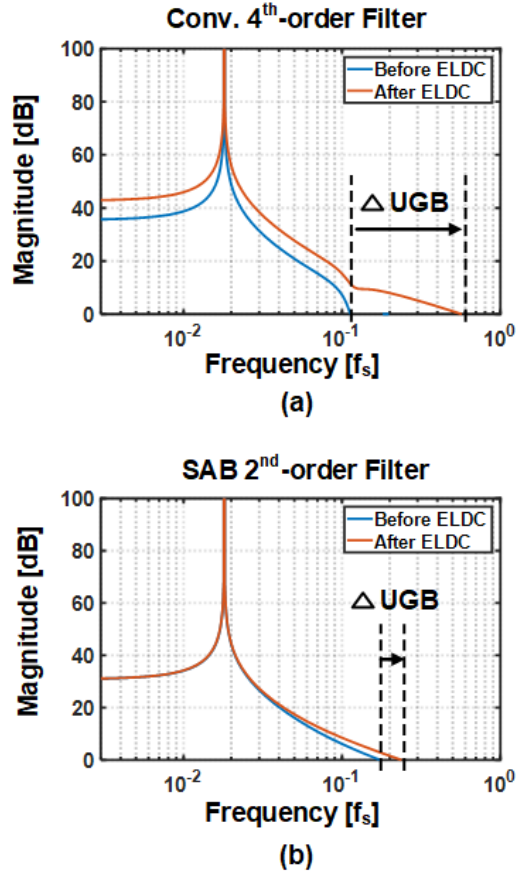 Conv. 4th-order Filter
100
80
60
40
20
0
Magnitude [dB]
Before ELDC
After ELDC
△ UGB
10-2
10-1
100
Frequency [fs]
(a)
SAB 2nd-order Filter
100
80
60
40
20
0
Magnitude [dB]
Before ELDC
After ELDC
△ UGB
10-2
10-1
100
Frequency [fs]
(b)